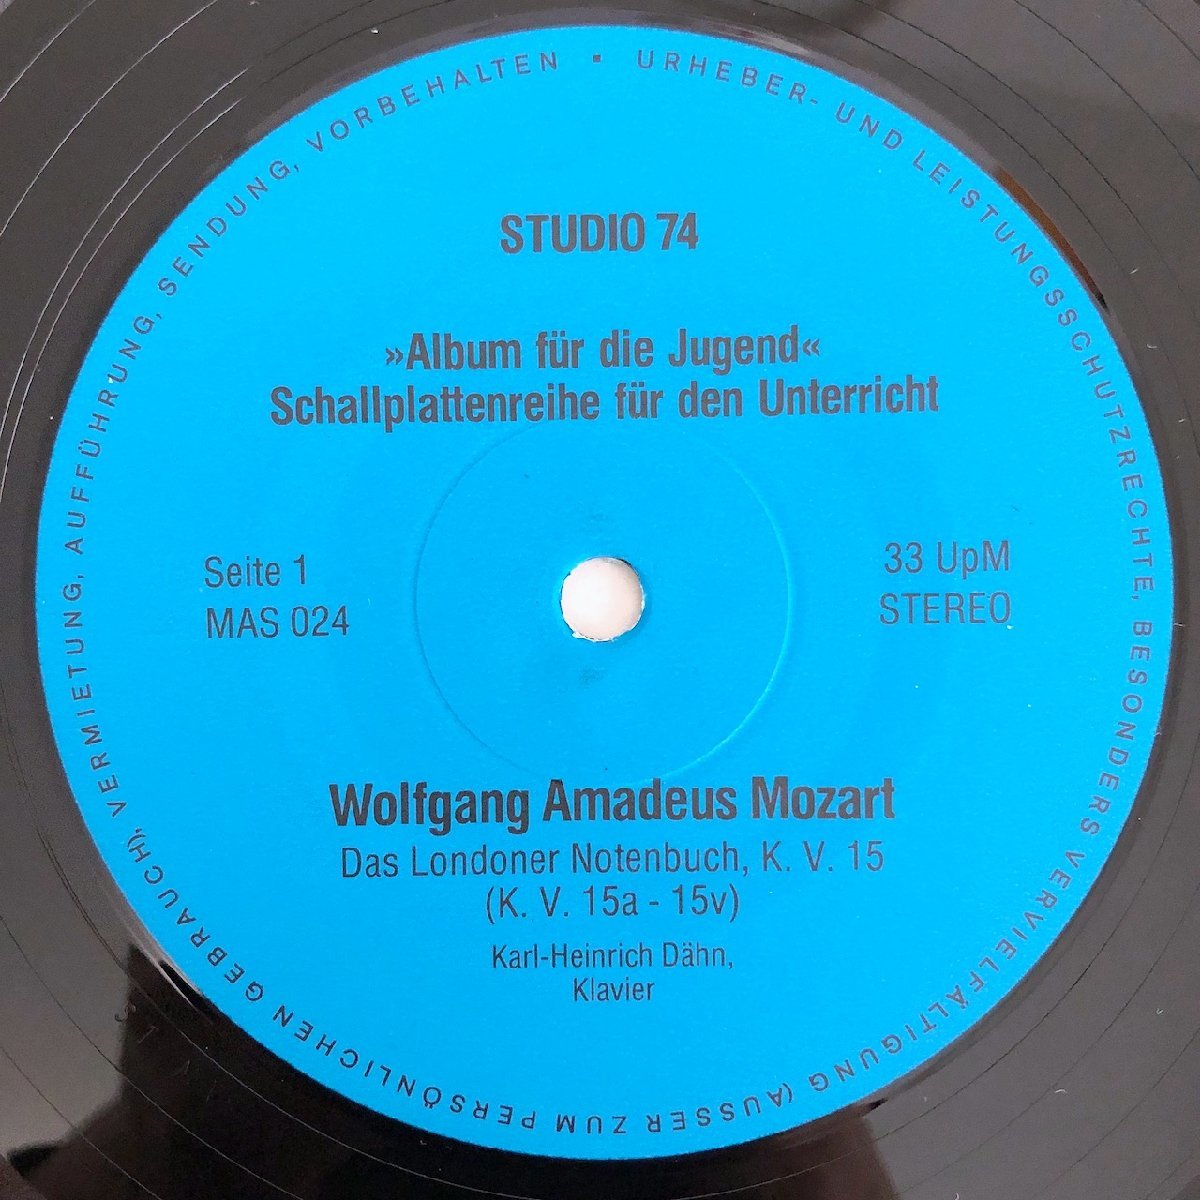 URHEBER- UND LEISTUNGSSCHUTZRECHTE, BESONDERS VERVIELFÄLTIGUNG (AUSSER ZUM PERSÖNLICHEN GEBRAUCH), VERMIETUNG, AUFFÜHRUNG, SENDUNG, VORBEHALTEN ▪
STUDIO 74
»Album für die Jugend«
Schallplattenreihe für den Unterricht
Seite 1
MAS 024
33 UpM
STEREO
Wolfgang Amadeus Mozart
Das Londoner Notenbuch, K. V. 15
(K. V. 15a - 15v)
Karl-Heinrich Dähn,
Klavier